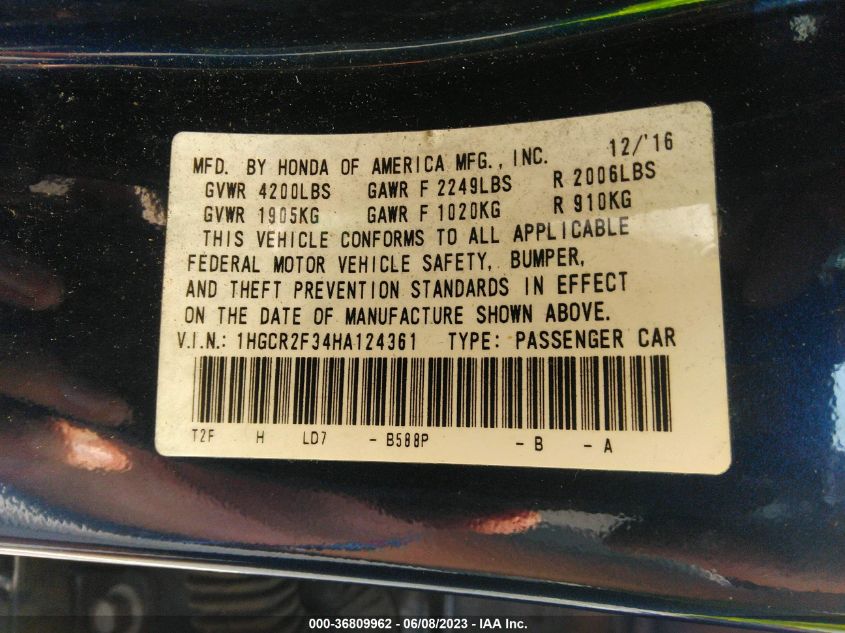 MFD. BY HONDA OF AMERICA MFG., INC. 12/'16
GVWR 4200LBS GAWR F 2249LBS R 2006LBS
GVWR 1905KG GAWR F 1020KG R 910KG
THIS VEHICLE CONFORMS TO ALL APPLICABLE
FEDERAL MOTOR VEHICLE SAFETY, BUMPER,
AND THEFT PREVENTION STANDARDS IN EFFECT
ON THE DATE OF MANUFACTURE SHOWN ABOVE.
V.I.N.: 1HGCR2F34HA124361 TYPE: PASSENGER CAR
T2F H LD7 - B588P - B - A
000-36809962 - 06/08/2023 - IAA Inc.